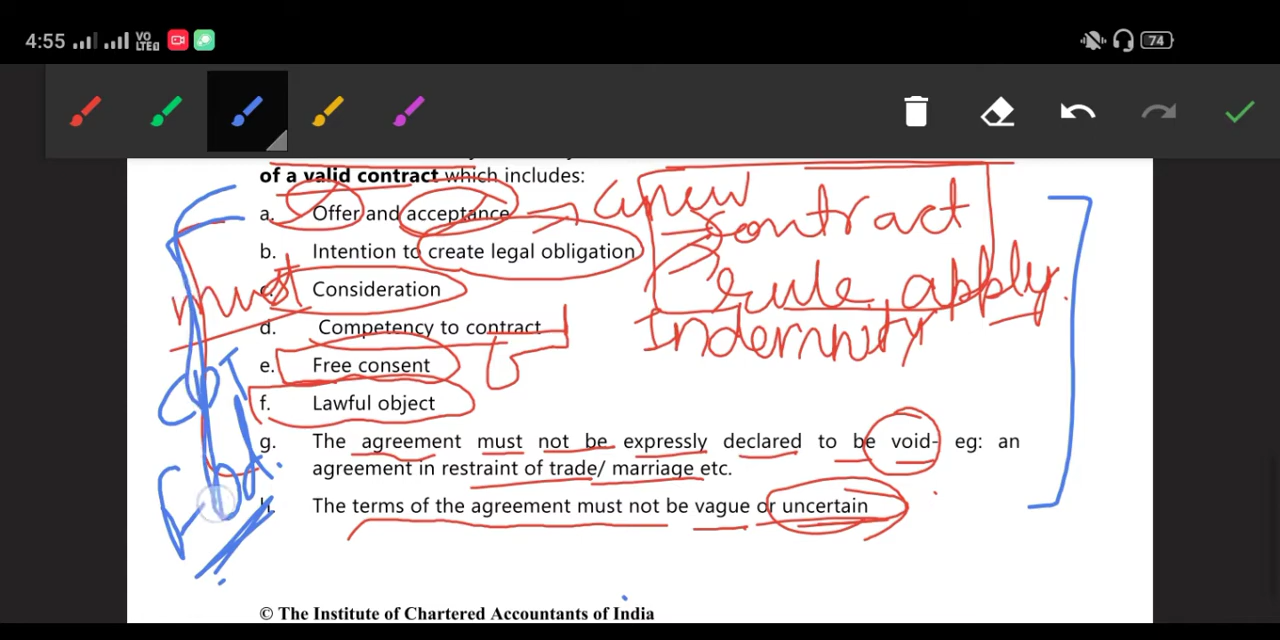 4:55 VO LTE 74
of a valid contract which includes:
a. Offer and acceptance
b. Intention to create legal obligation
c. Consideration
d. Competency to contract
e. Free consent
f. Lawful object
g. The agreement must not be expressly declared to be void- eg: an
agreement in restraint of trade/ marriage etc.
h. The terms of the agreement must not be vague or uncertain
new
contract
rule apply.
Indemnity
must
CPT
© The Institute of Chartered Accountants of India